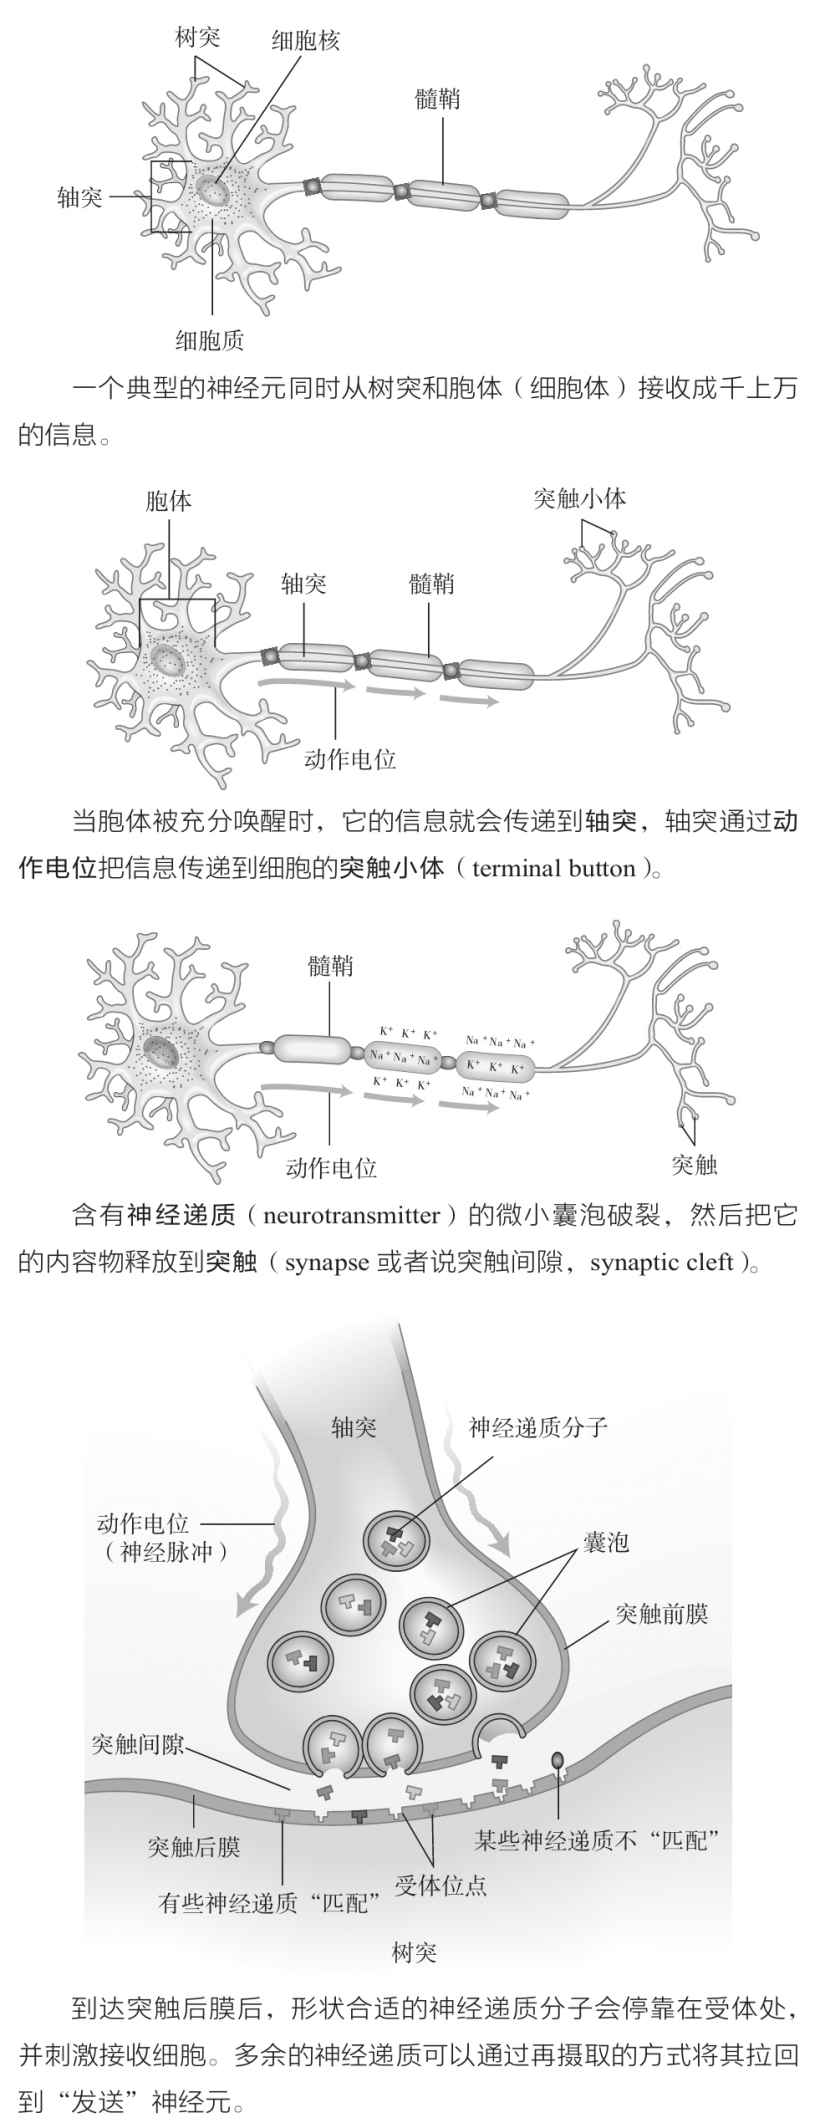 树突
细胞核
髓鞘
轴突
细胞质
一个典型的神经元同时从树突和胞体（细胞体）接收成千上万
的信息。
胞体
突触小体
轴突
髓鞘
动作电位
当胞体被充分唤醒时，它的信息就会传递到轴突，轴突通过动
作电位把信息传递到细胞的突触小体（terminal button）。
髓鞘
K⁺ K⁺ K⁺
Na⁺ Na⁺ Na⁺
Na⁺ Na⁺ Na⁺
K⁺ K⁺ K⁺
K⁺ K⁺ K⁺
Na⁺ Na⁺ Na⁺
动作电位
突触
含有神经递质（neurotransmitter）的微小囊泡破裂，然后把它
的内容物释放到突触（synapse 或者说突触间隙，synaptic cleft）。
轴突
神经递质分子
动作电位
（神经脉冲）
囊泡
突触前膜
突触间隙
突触后膜
某些神经递质不“匹配”
受体位点
有些神经递质“匹配”
树突
到达突触后膜后，形状合适的神经递质分子会停靠在受体处，
并刺激接收细胞。多余的神经递质可以通过再摄取的方式将其拉回
到“发送”神经元。